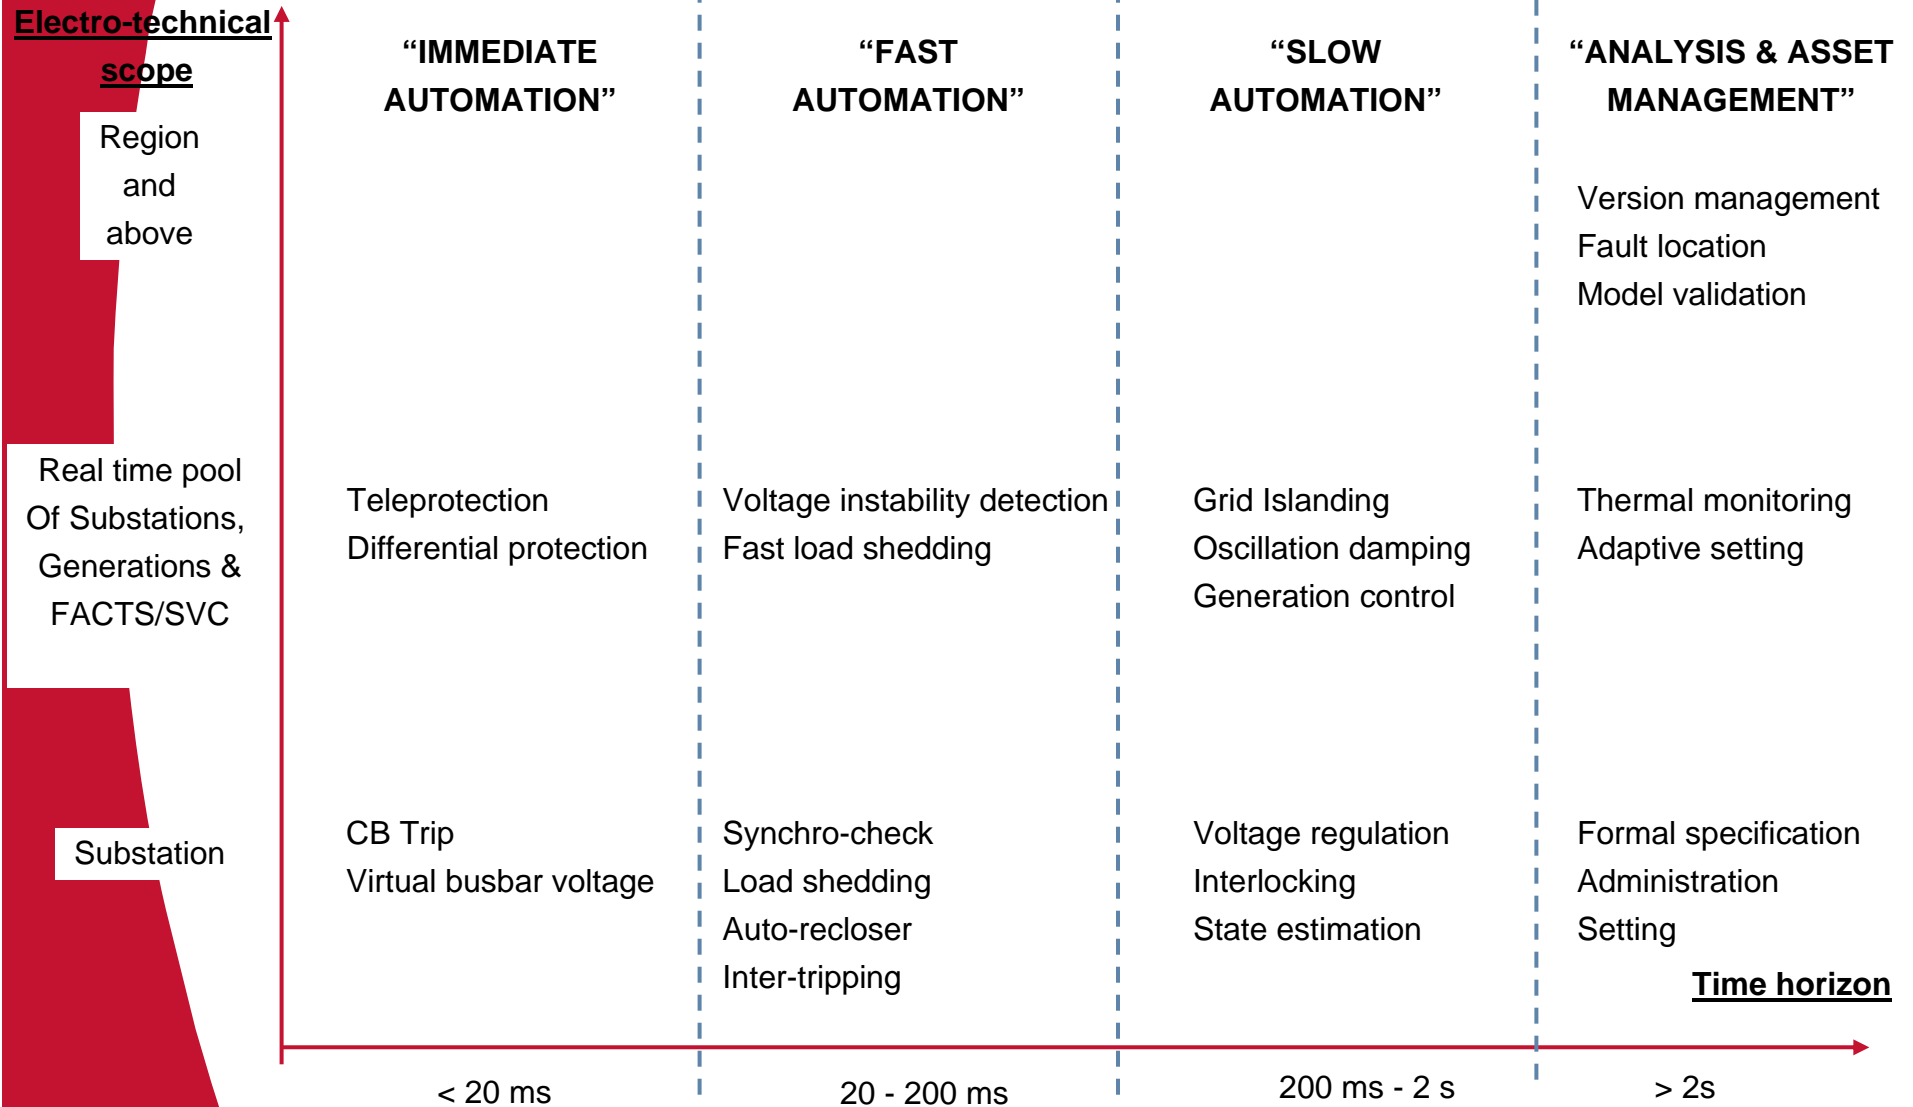 Electro-technical
scope
“IMMEDIATE
AUTOMATION”
“FAST
AUTOMATION”
“SLOW
AUTOMATION”
“ANALYSIS & ASSET
MANAGEMENT”
Region
and
above
Version management
Fault location
Model validation
Real time pool
Of Substations,
Generations &
FACTS/SVC
Teleprotection
Differential protection
Voltage instability detection
Fast load shedding
Grid Islanding
Oscillation damping
Generation control
Thermal monitoring
Adaptive setting
Substation
CB Trip
Virtual busbar voltage
Synchro-check
Load shedding
Auto-recloser
Inter-tripping
Voltage regulation
Interlocking
State estimation
Formal specification
Administration
Setting
Time horizon
< 20 ms
20 - 200 ms
200 ms - 2 s
> 2s